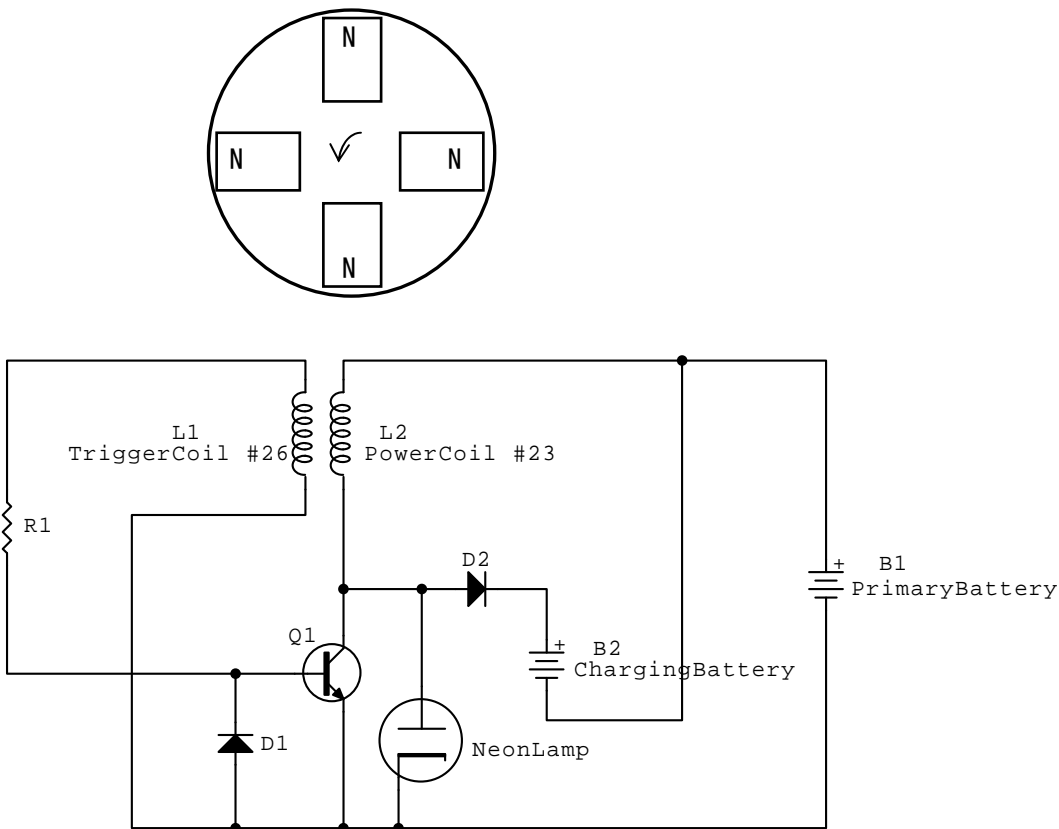 N
N
N
N
L1
TriggerCoil #26
L2
PowerCoil #23
R1
D2
+
B1
PrimaryBattery
Q1
+
B2
ChargingBattery
D1
NeonLamp